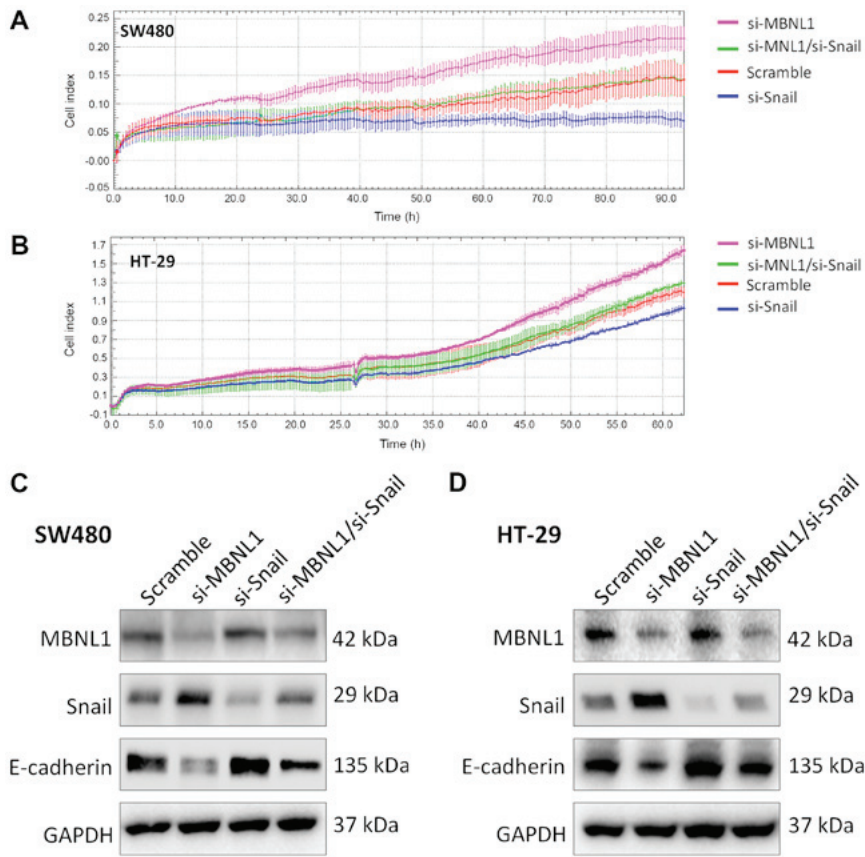 A
SW480
Cell index
0.25
0.20
0.15
0.10
0.05
-0.00
0.05
0.0 10.0 20.0 30.0 40.0 50.0 60.0 70.0 80.0 90.0
Time (h)
si-MBNL1
si-MNL1/si-Snail
Scramble
si-Snail
B
HT-29
Cell index
1.7
1.5
1.3
1.1
0.9
0.7
0.5
0.3
0.1
-0.1
0.0 5.0 10.0 15.0 20.0 25.0 30.0 35.0 40.0 45.0 50.0 55.0 60.0
Time (h)
si-MBNL1
si-MNL1/si-Snail
Scramble
si-Snail
C
SW480
Scramble
si-MBNL1
si-Snail
si-MBNL1/si-Snail
MBNL1 42 kDa
Snail 29 kDa
E-cadherin 135 kDa
GAPDH 37 kDa
D
HT-29
Scramble
si-MBNL1
si-Snail
si-MBNL1/si-Snail
MBNL1 42 kDa
Snail 29 kDa
E-cadherin 135 kDa
GAPDH 37 kDa